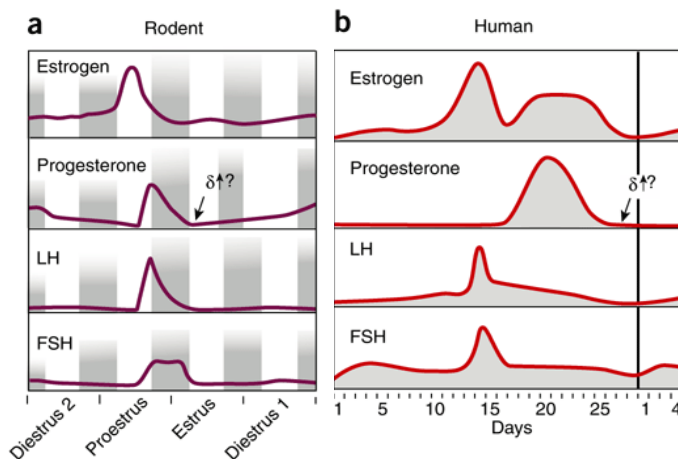 a
Rodent
Estrogen
Progesterone
δ↑?
LH
FSH
Diestrus 2
Proestrus
Estrus
Diestrus 1
b
Human
Estrogen
Progesterone
δ↑?
LH
FSH
1 5 10 15 20 25 1 4
Days